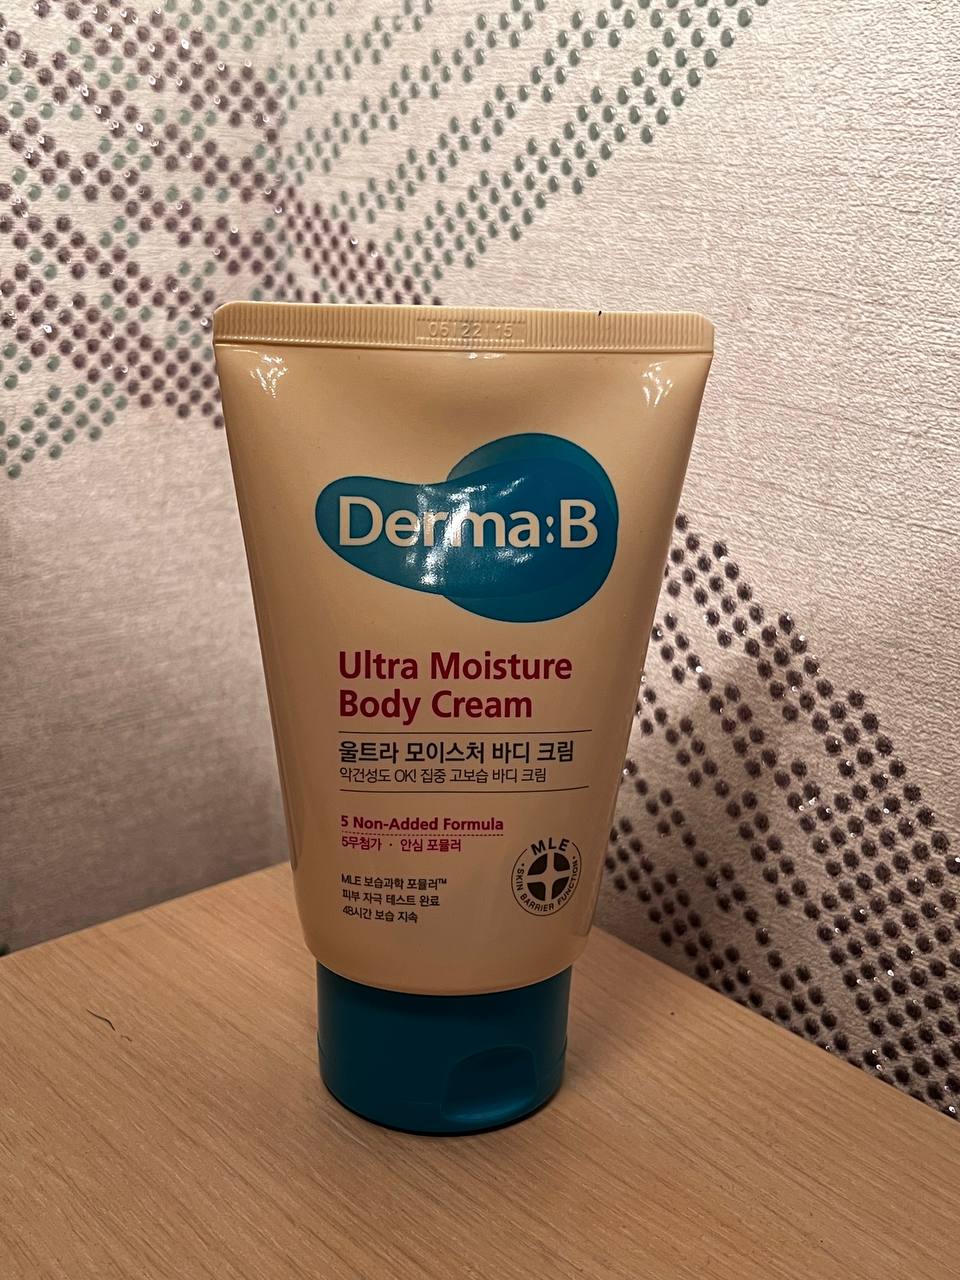 06 22 15
Derma:B
Ultra Moisture
Body Cream
울트라 모이스처 바디 크림
악건성도 OK! 집중 고보습 바디 크림
5 Non-Added Formula
5무첨가 · 안심 포뮬러
MLE 보습과학 포뮬러™
피부 자극 테스트 완료
48시간 보습 지속
MLE
• SKIN BARRIER FUNCTION •